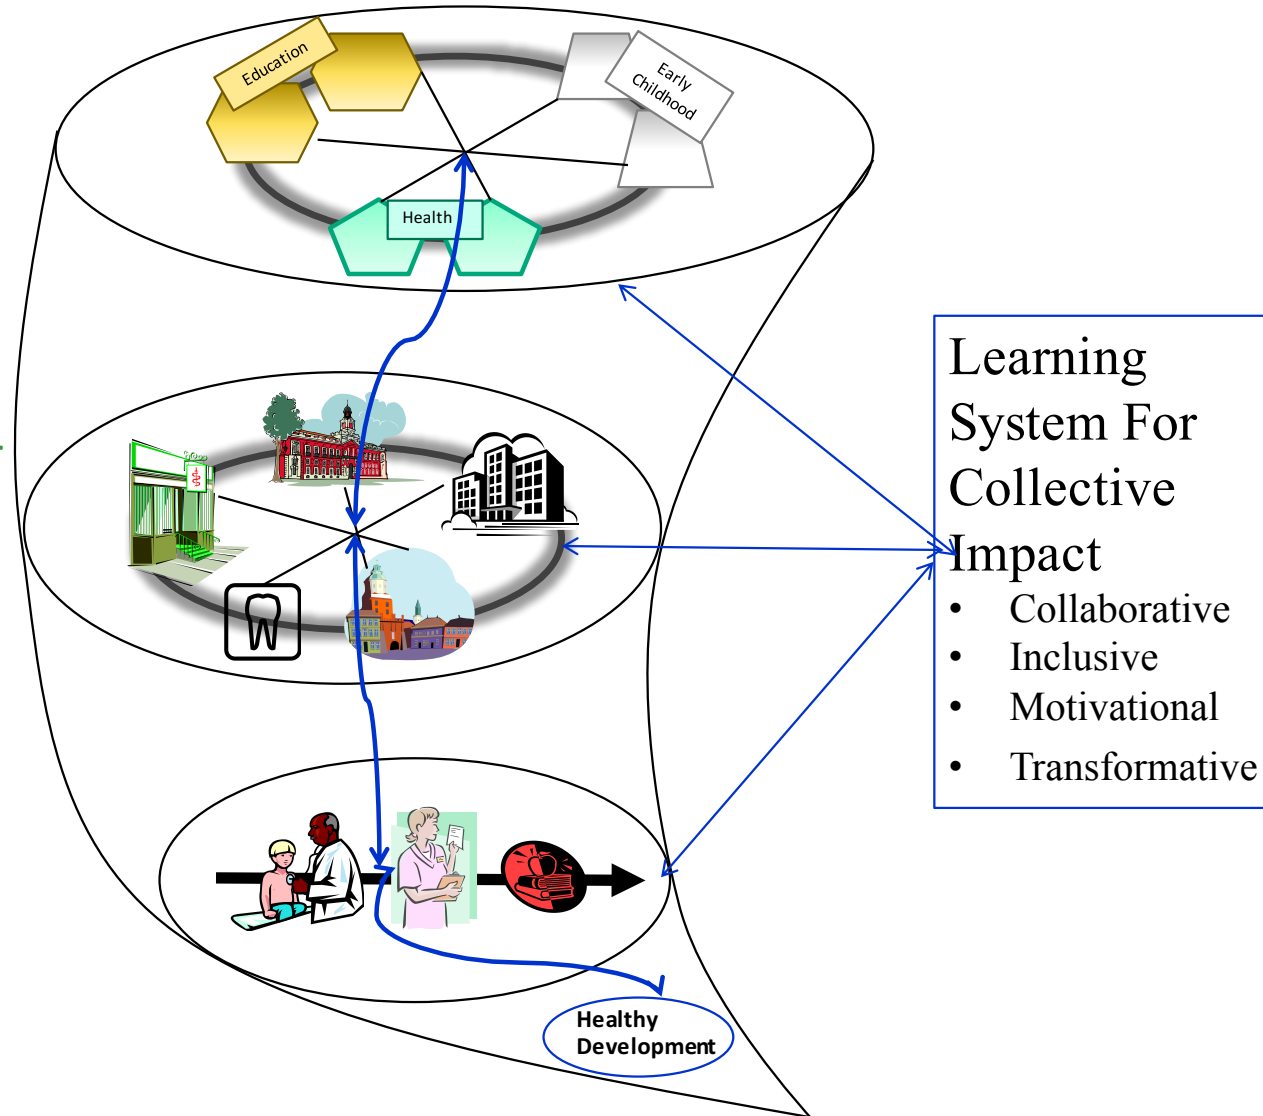 Education
Early
Childhood
Health
Learning
System For
Collective
Impact
• Collaborative
• Inclusive
• Motivational
• Transformative
Healthy
Development